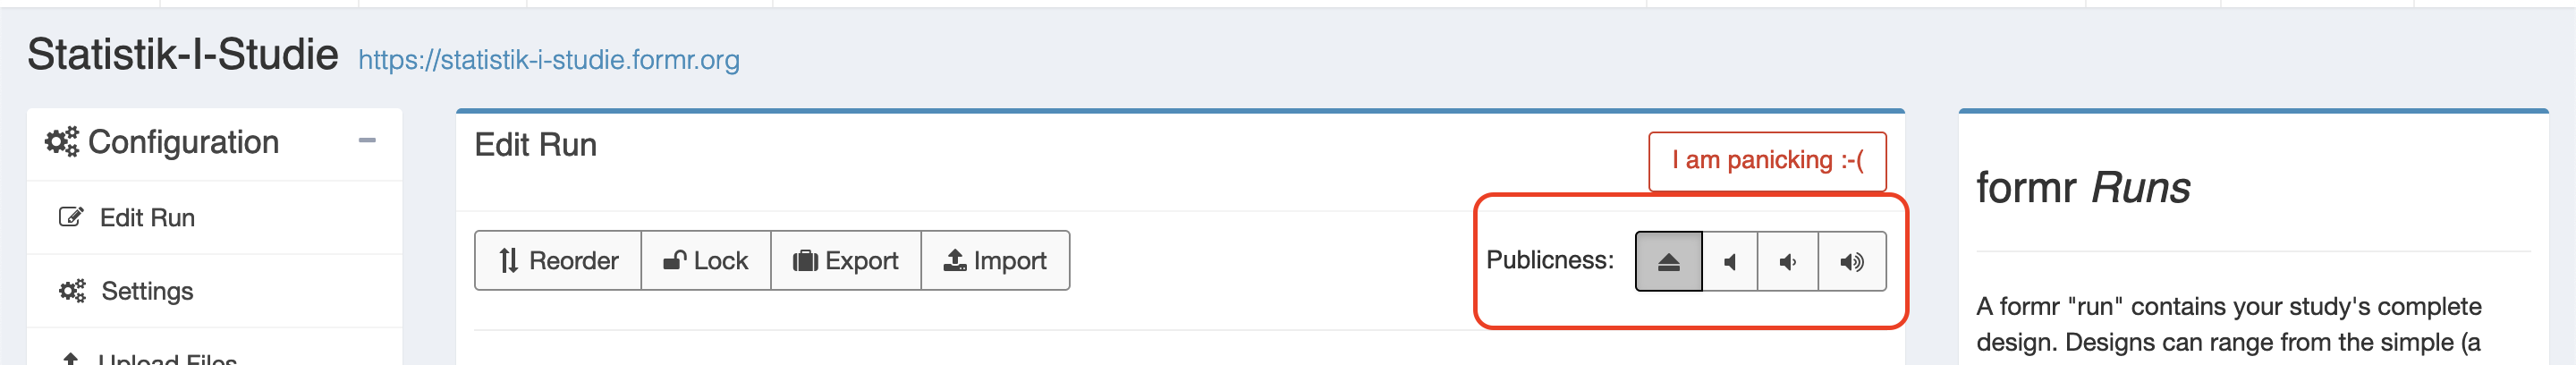 Statistik-I-Studie https://statistik-i-studie.formr.org
Configuration
Edit Run
Settings
Upload Files
Edit Run
I am panicking :-(
Reorder Lock Export Import
Publicness:
formr Runs
A formr "run" contains your study's complete
design. Designs can range from the simple (a